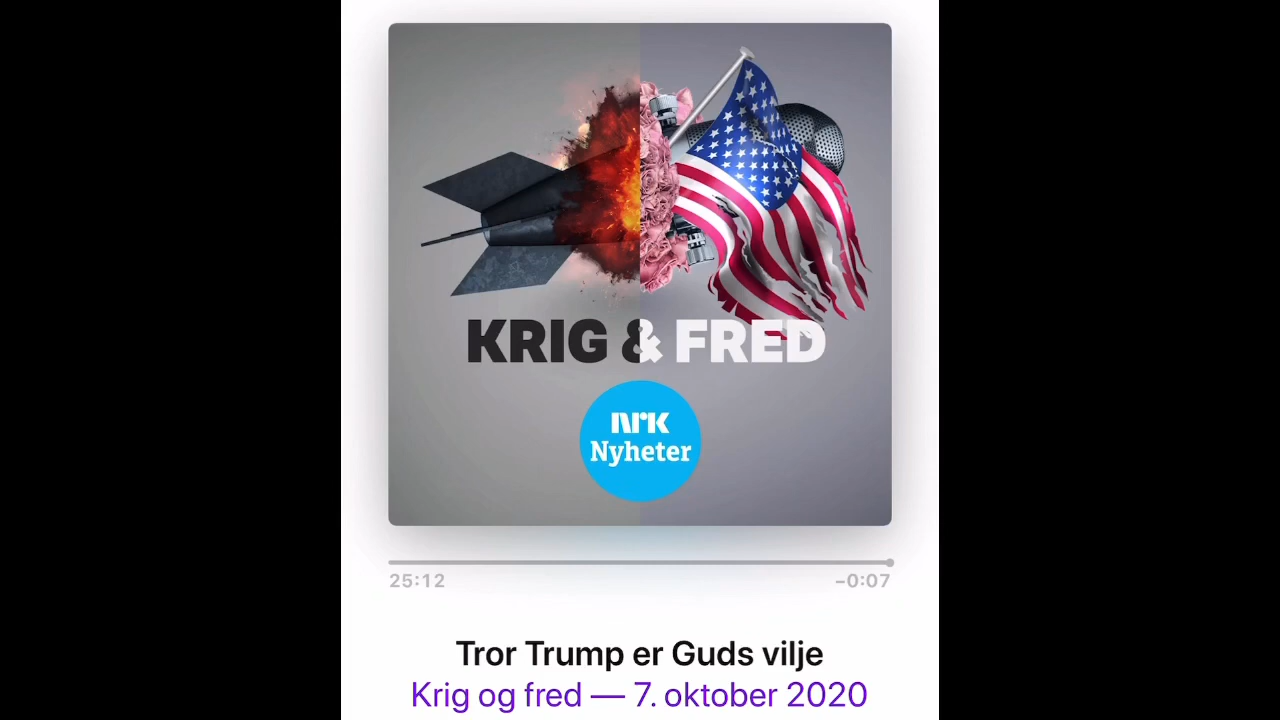 KRIG & FRED
nrk
Nyheter
25:12
−0:07
Tror Trump er Guds vilje
Krig og fred — 7. oktober 2020